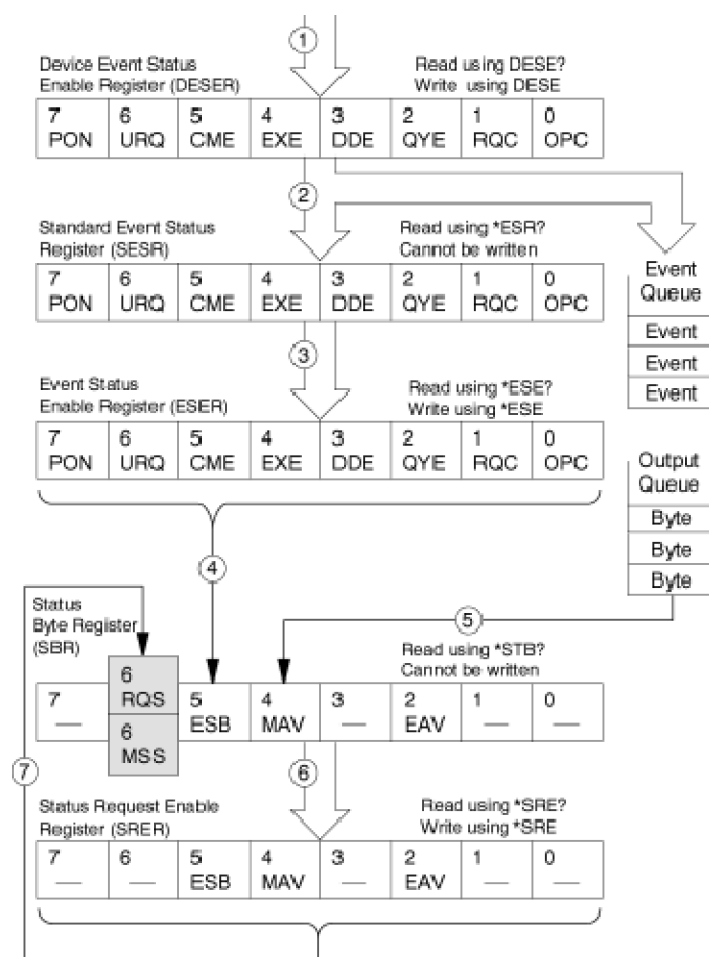 1
Device Event Status
Enable Register (DESER)
Read using DESE?
Write using DESE
7 6 5 4 3 2 1 0
PON URQ CME EXE DDE QYE RQC OPC
2
Standard Event Status
Register (SESR)
Read using *ESR?
Cannot be written
7 6 5 4 3 2 1 0
PON URQ CME EXE DDE QYE RQC OPC
Event
Queue
Event
Event
Event
3
Event Status
Enable Register (ESER)
Read using *ESE?
Write using *ESE
7 6 5 4 3 2 1 0
PON URQ CME EXE DDE QYE RQC OPC
Output
Queue
Byte
Byte
Byte
4
5
Status
Byte Register
(SBR)
Read using *STB?
Cannot be written
7 6 5 4 3 2 1 0
— RQS ESB MAV — EAV — —
6
MSS
7
6
Status Request Enable
Register (SRER)
Read using *SRE?
Write using *SRE
7 6 5 4 3 2 1 0
— — ESB MAV — EAV — —